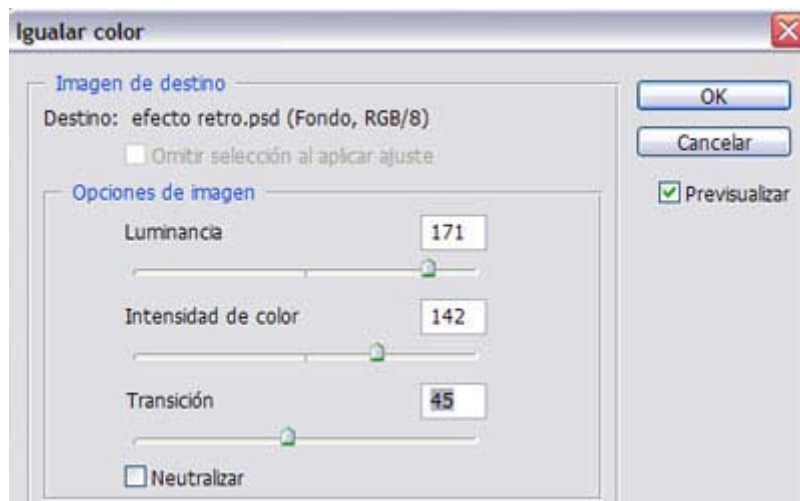 Igualar color
Imagen de destino
Destino: efecto retro.psd (Fondo, RGB/8)
Omitir selección al aplicar ajuste
Opciones de imagen
Luminancia 171
Intensidad de color 142
Transición 45
Neutralizar
OK
Cancelar
Previsualizar